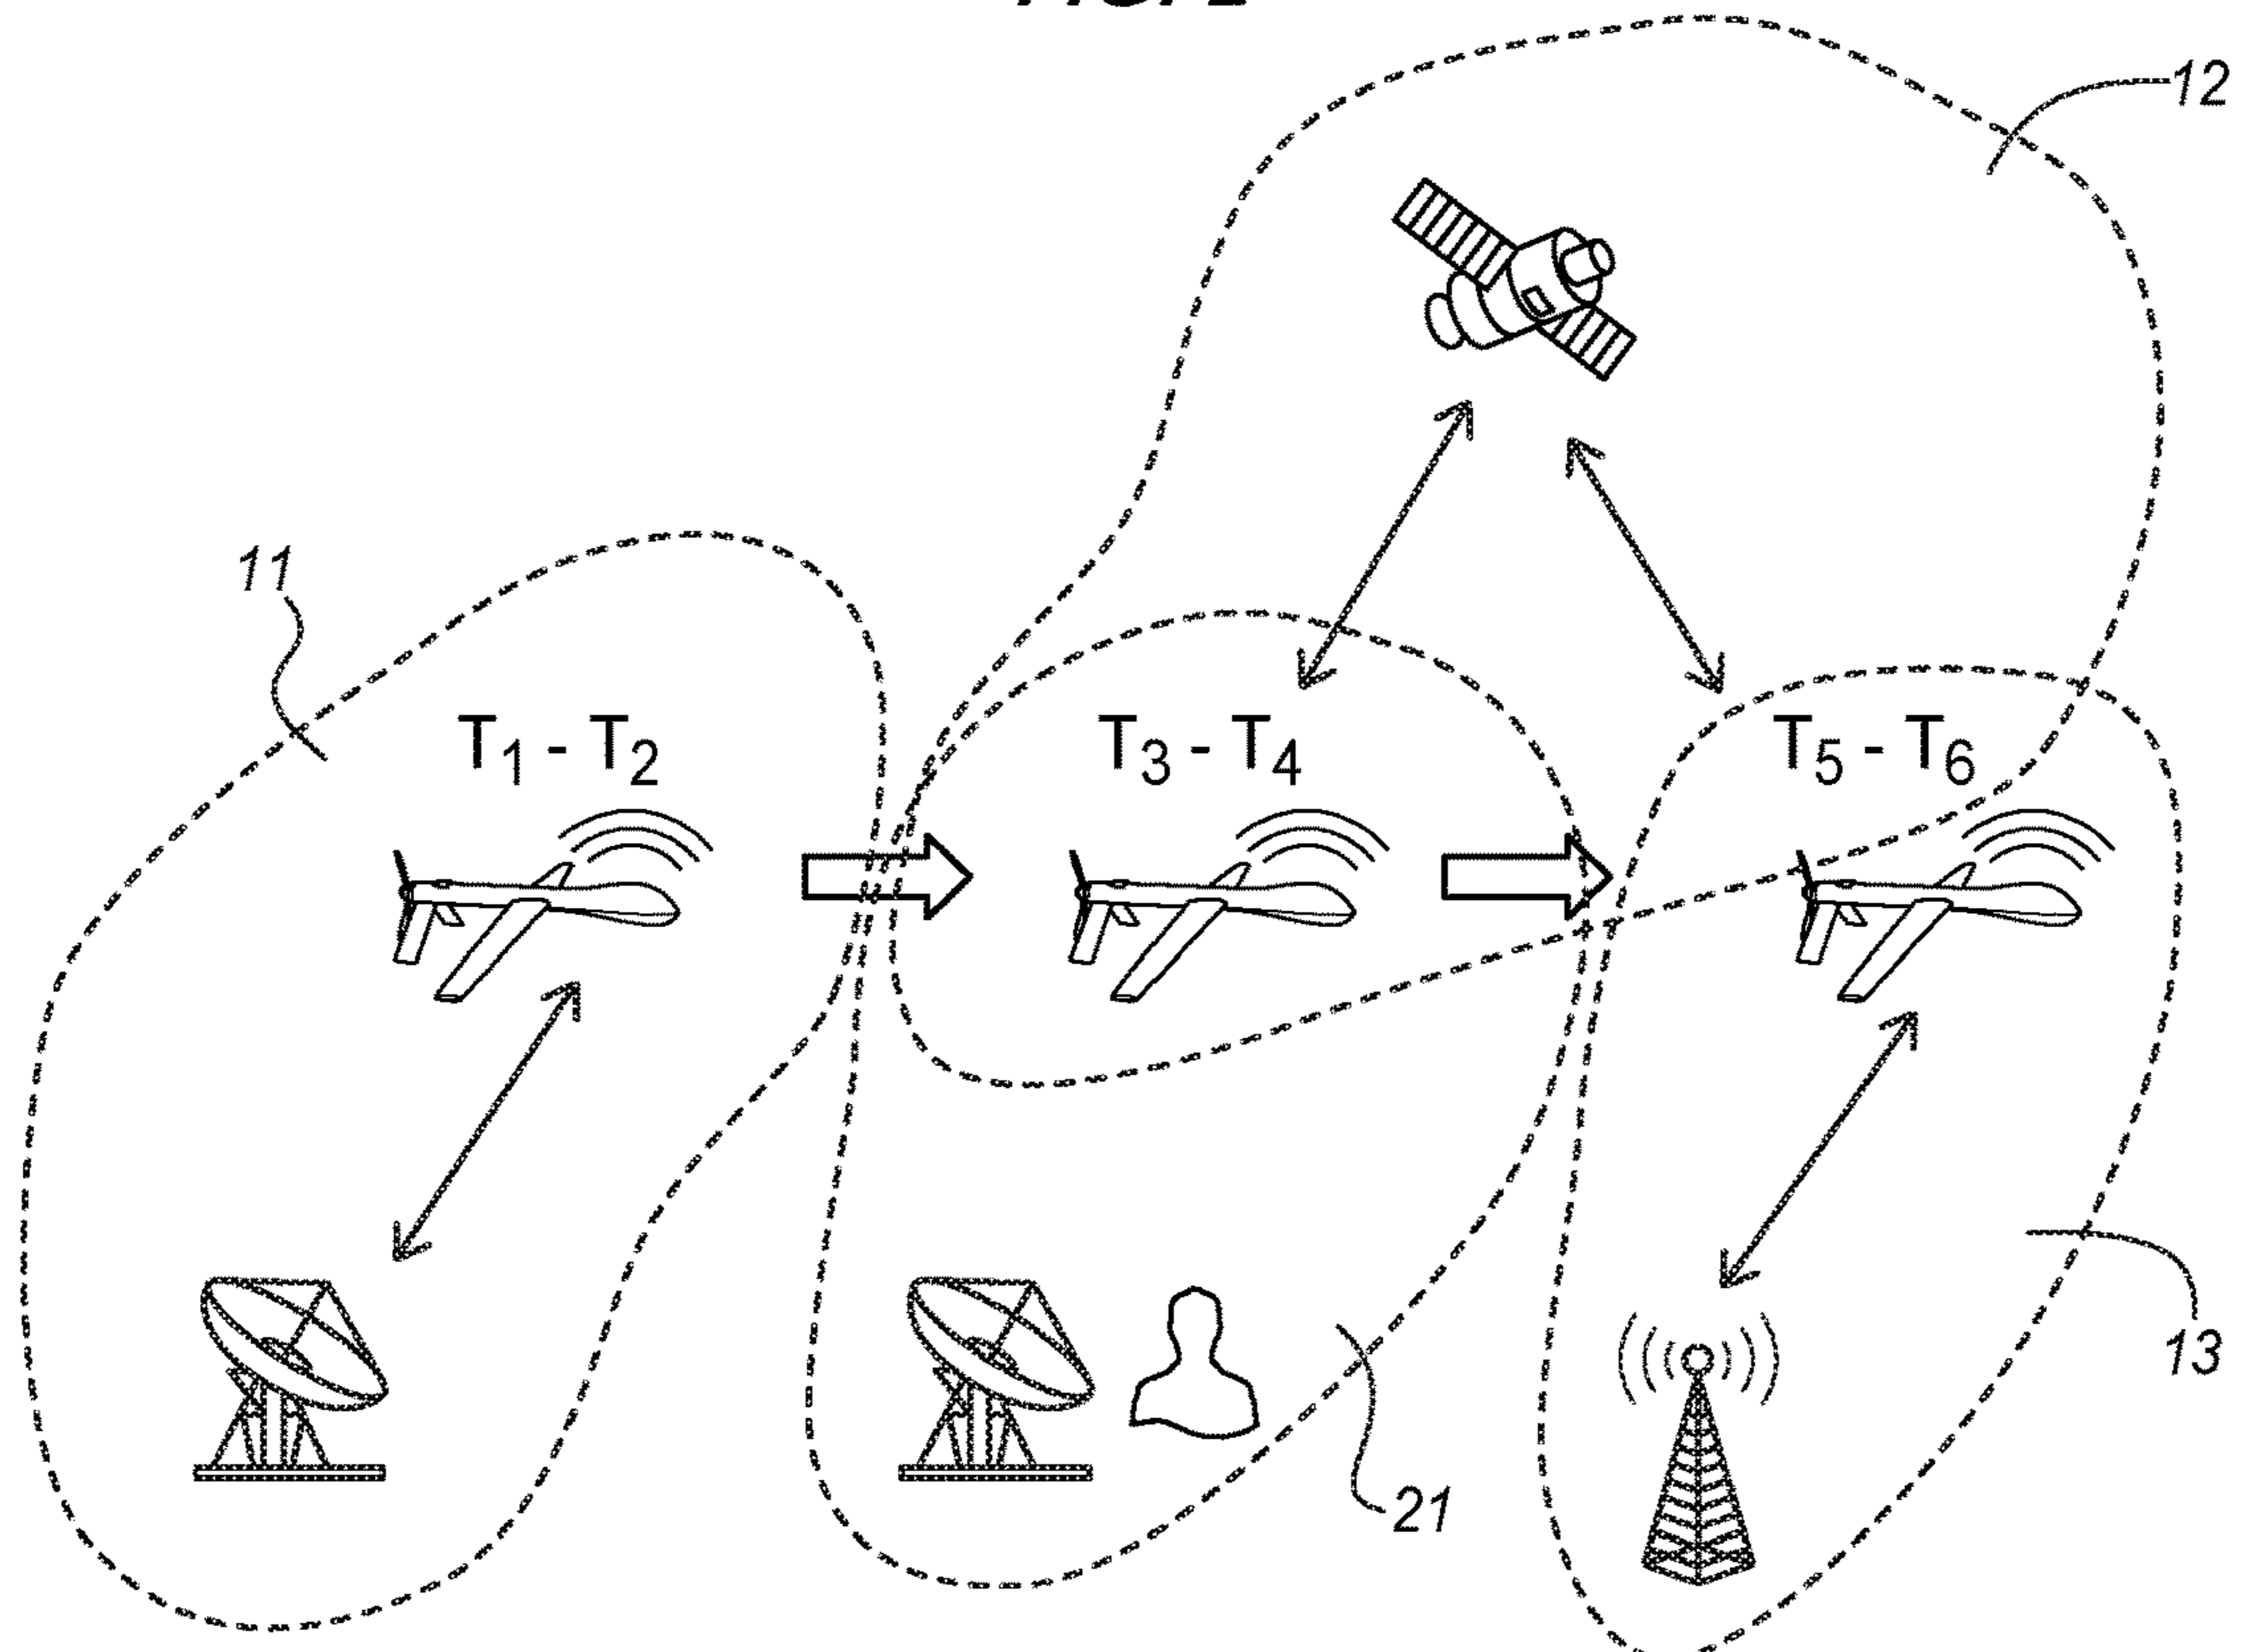 12
11
T₁ - T₂
T₃ - T₄
T₅ - T₆
13
21